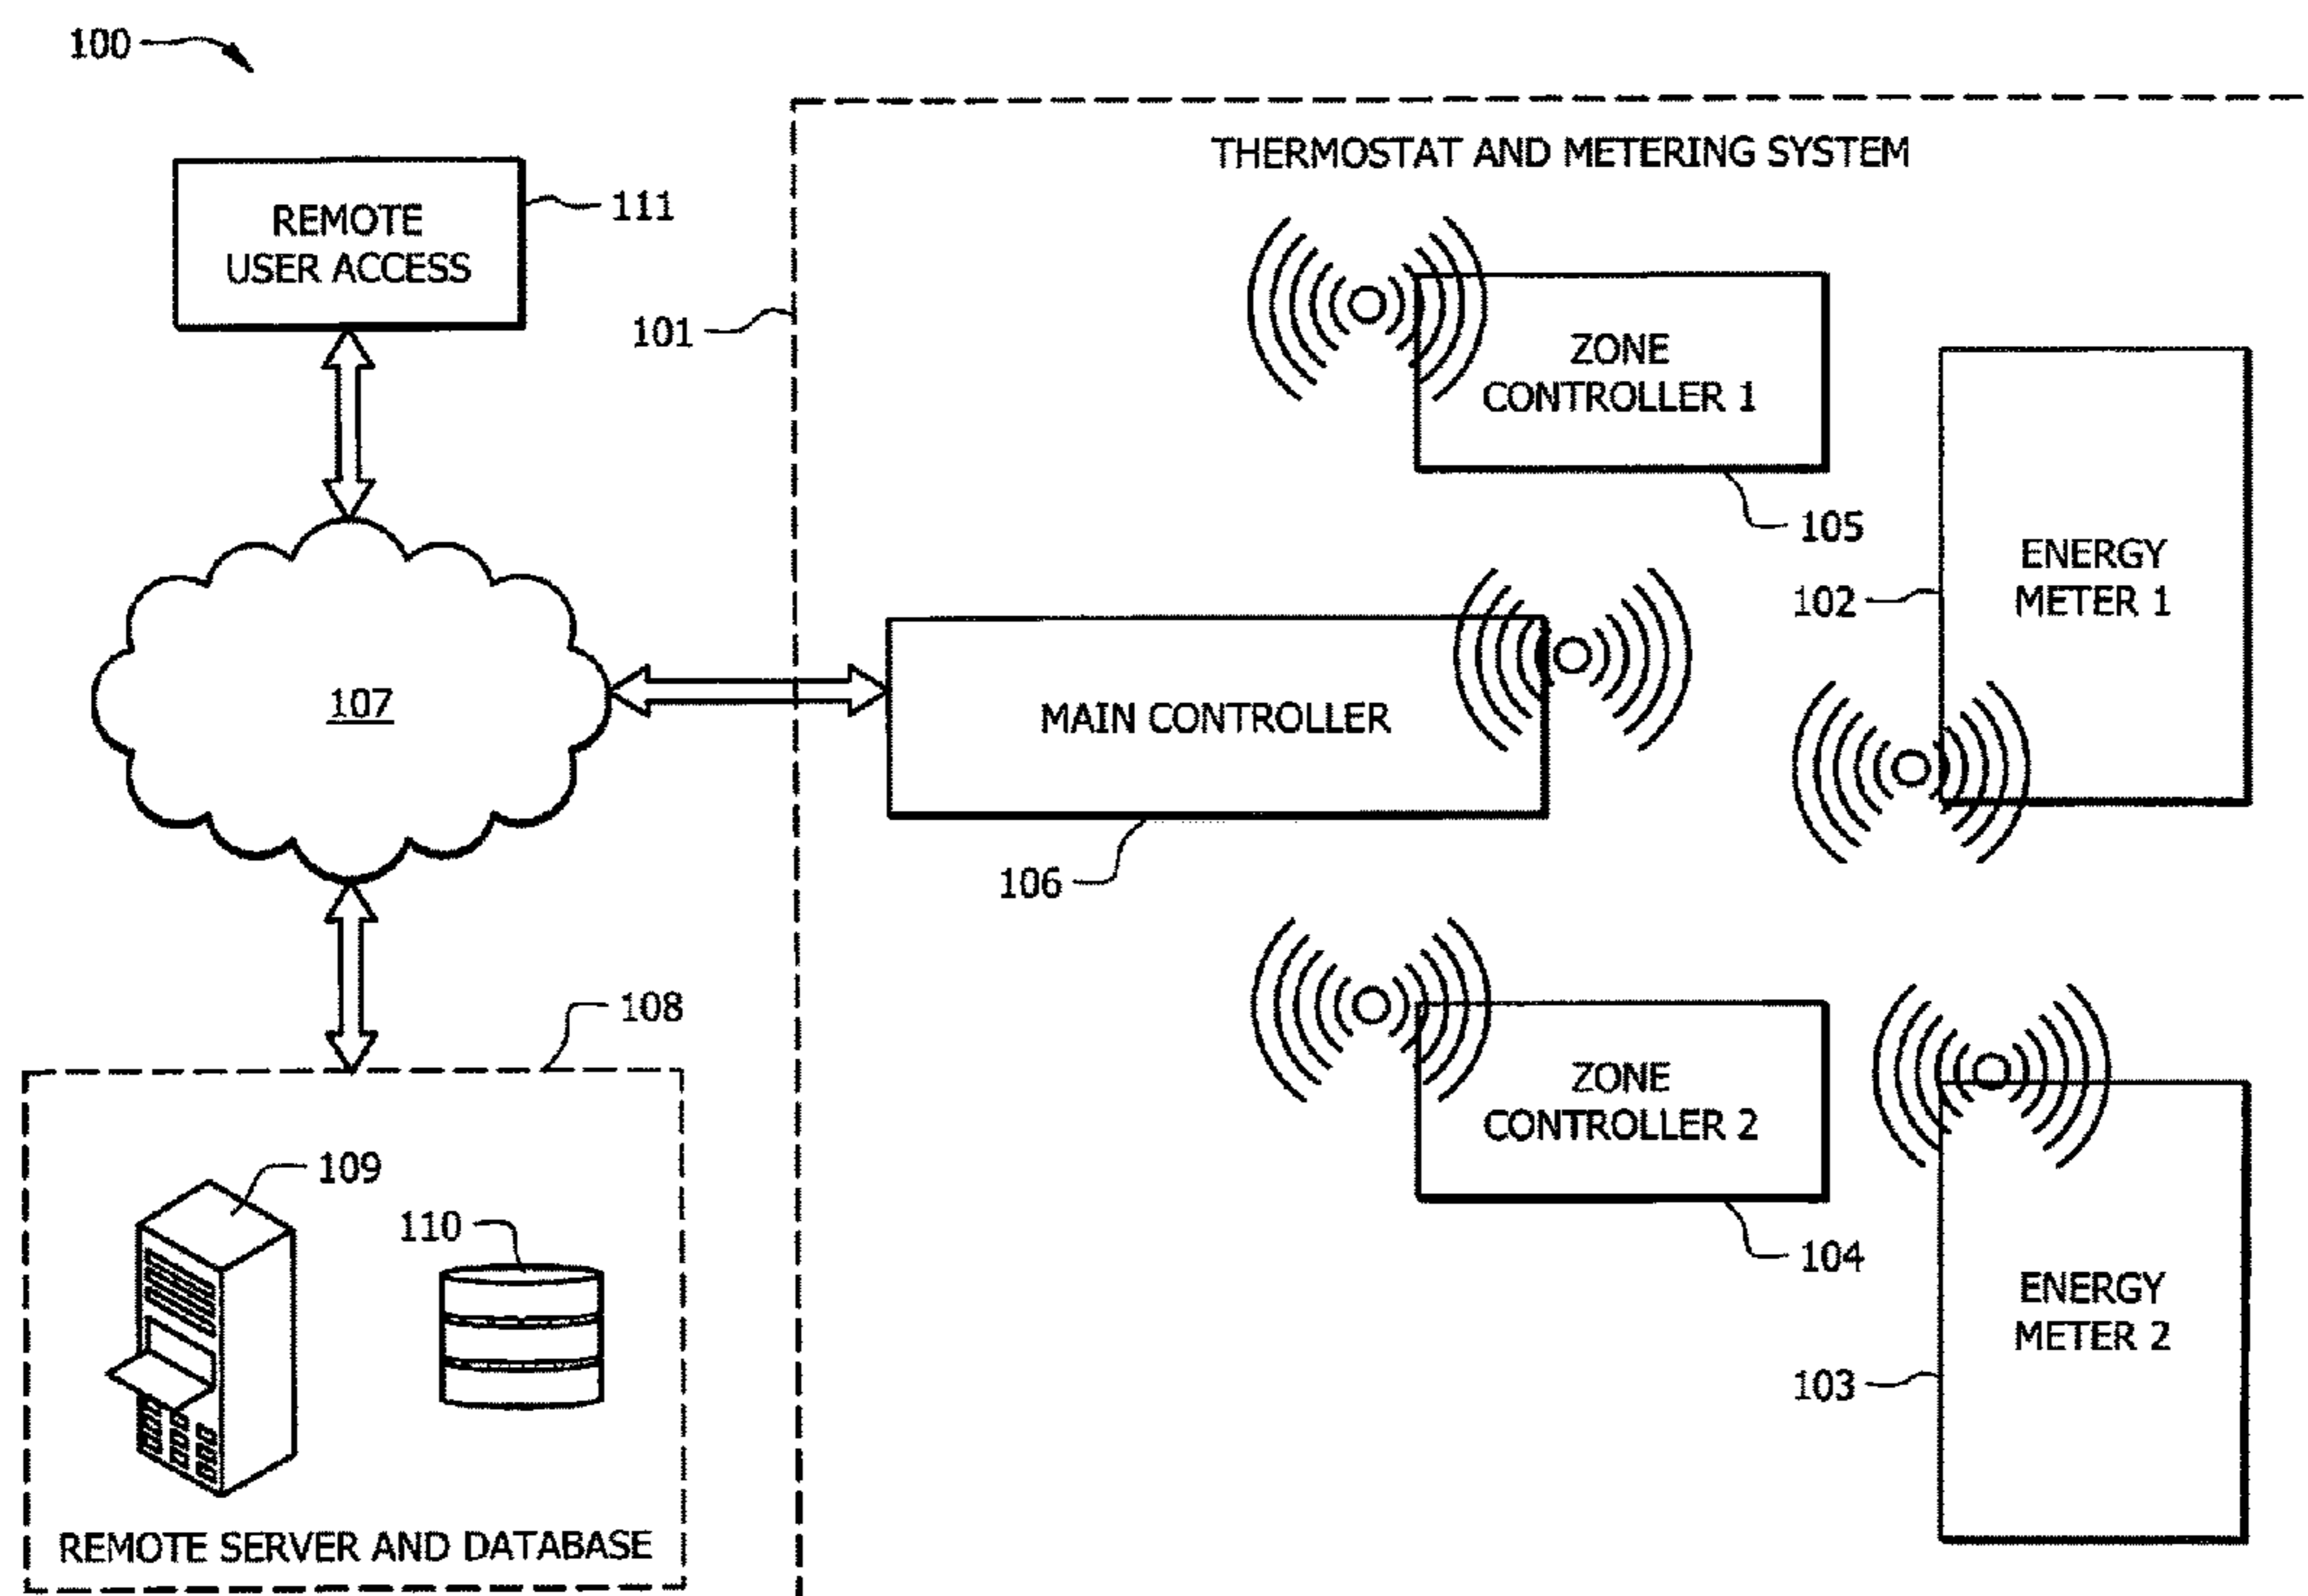 100
THERMOSTAT AND METERING SYSTEM
REMOTE
USER ACCESS
111
101
ZONE
CONTROLLER 1
105
ENERGY
METER 1
102
107
MAIN CONTROLLER
106
108
ZONE
CONTROLLER 2
104
109
110
ENERGY
METER 2
103
REMOTE SERVER AND DATABASE